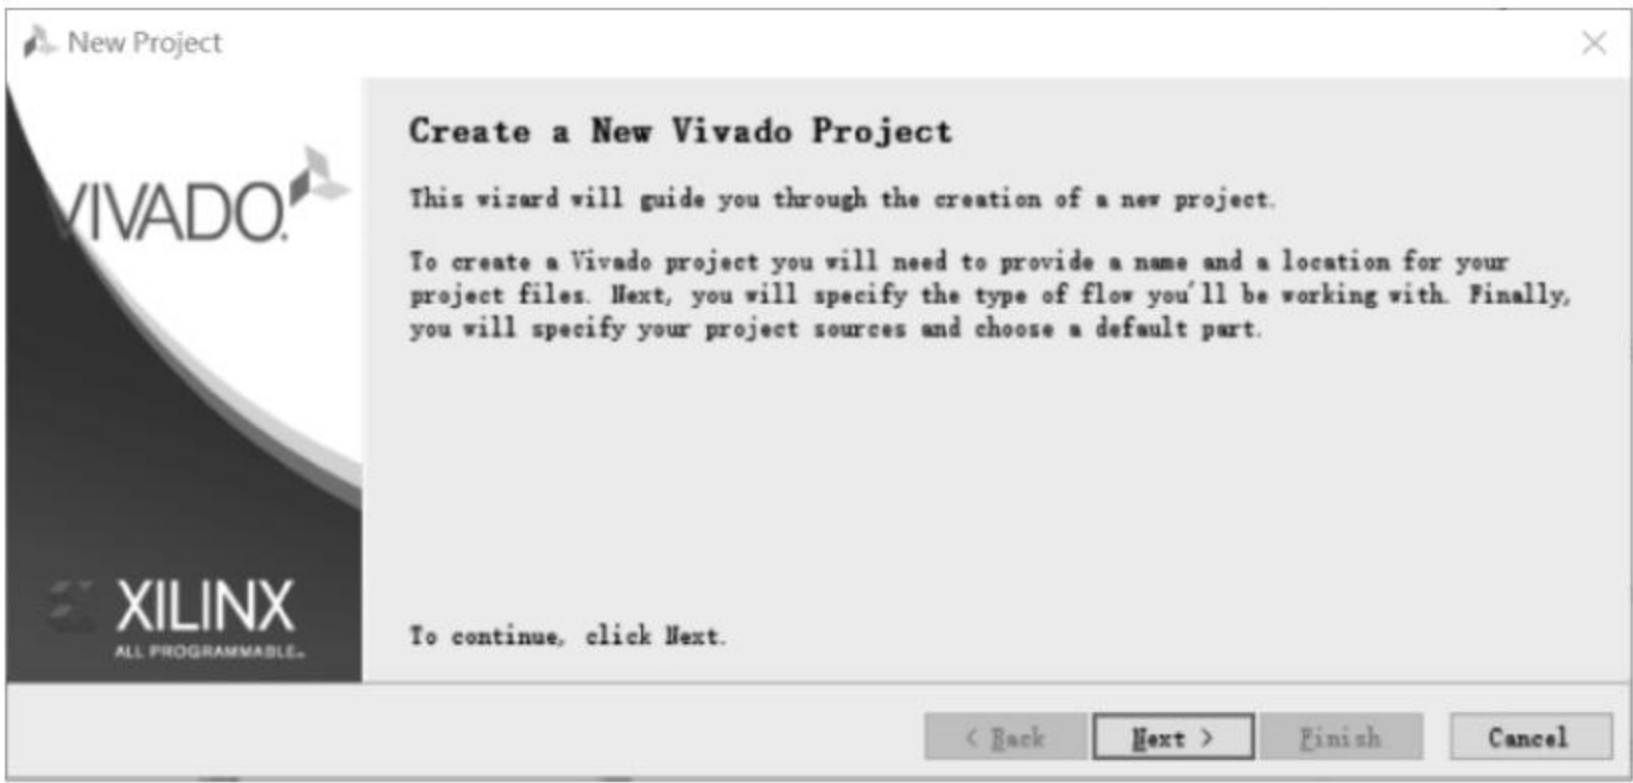 New Project
VIVADO
Create a New Vivado Project
This wizard will guide you through the creation of a new project.
To create a Vivado project you will need to provide a name and a location for your
project files. Next, you will specify the type of flow you'll be working with. Finally,
you will specify your project sources and choose a default part.
XILINX
ALL PROGRAMMABLE™
To continue, click Next.
< Back
Next >
Finish
Cancel